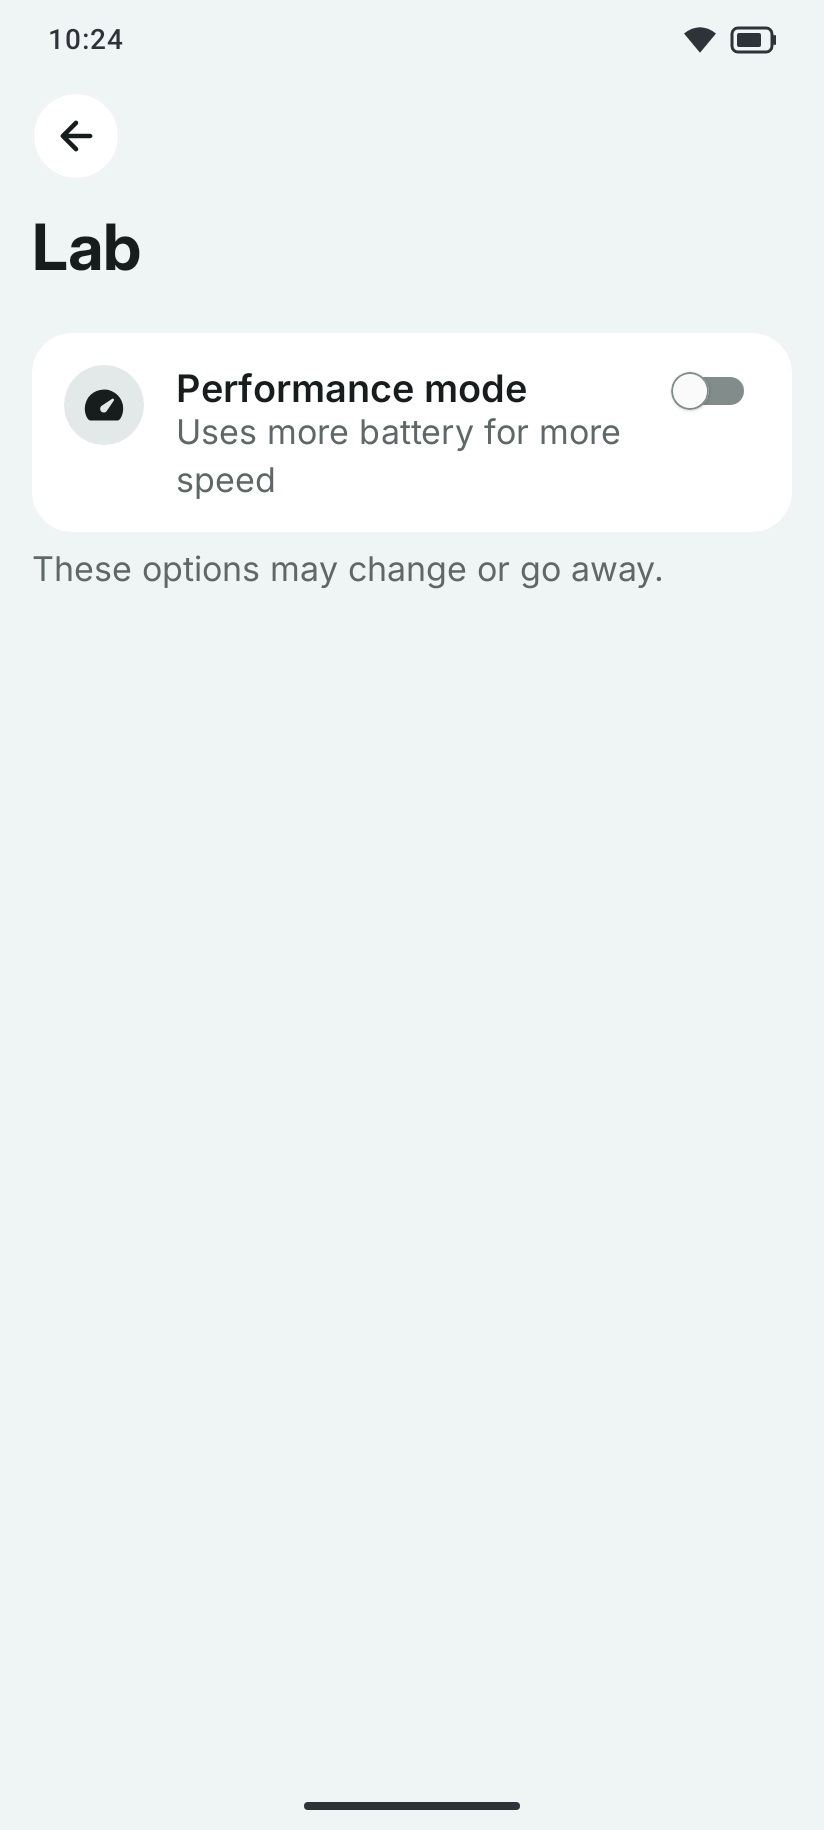 10:24
Lab
Performance mode
Uses more battery for more
speed
These options may change or go away.